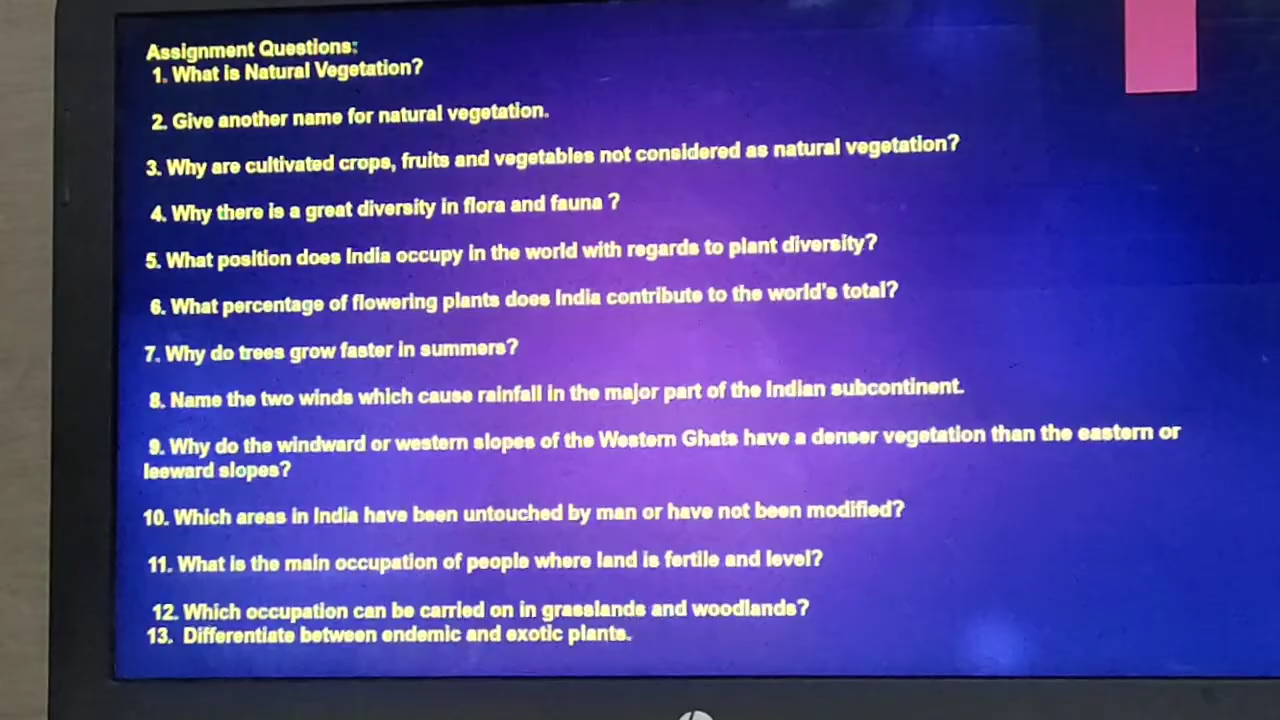 Assignment Questions:
1. What is Natural Vegetation?
2. Give another name for natural vegetation.
3. Why are cultivated crops, fruits and vegetables not considered as natural vegetation?
4. Why there is a great diversity in flora and fauna ?
5. What position does India occupy in the world with regards to plant diversity?
6. What percentage of flowering plants does India contribute to the world's total?
7. Why do trees grow faster in summers?
8. Name the two winds which cause rainfall in the major part of the Indian subcontinent.
9. Why do the windward or western slopes of the Western Ghats have a denser vegetation than the eastern or
leeward slopes?
10. Which areas in India have been untouched by man or have not been modified?
11. What is the main occupation of people where land is fertile and level?
12. Which occupation can be carried on in grasslands and woodlands?
13. Differentiate between endemic and exotic plants.